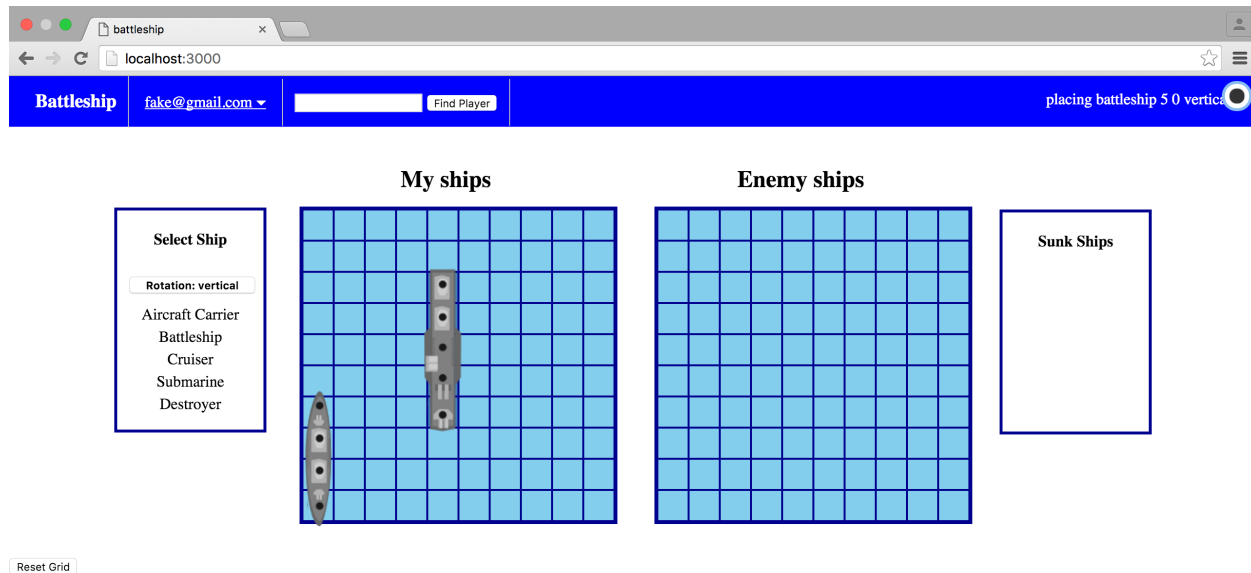 battleship
localhost:3000
Battleship
fake@gmail.com
Find Player
placing battleship 5 0
My ships
Enemy ships
Select Ship
Rotation: vertical
Aircraft Carrier
Battleship
Cruiser
Submarine
Destroyer
Sunk Ships
Reset Grid